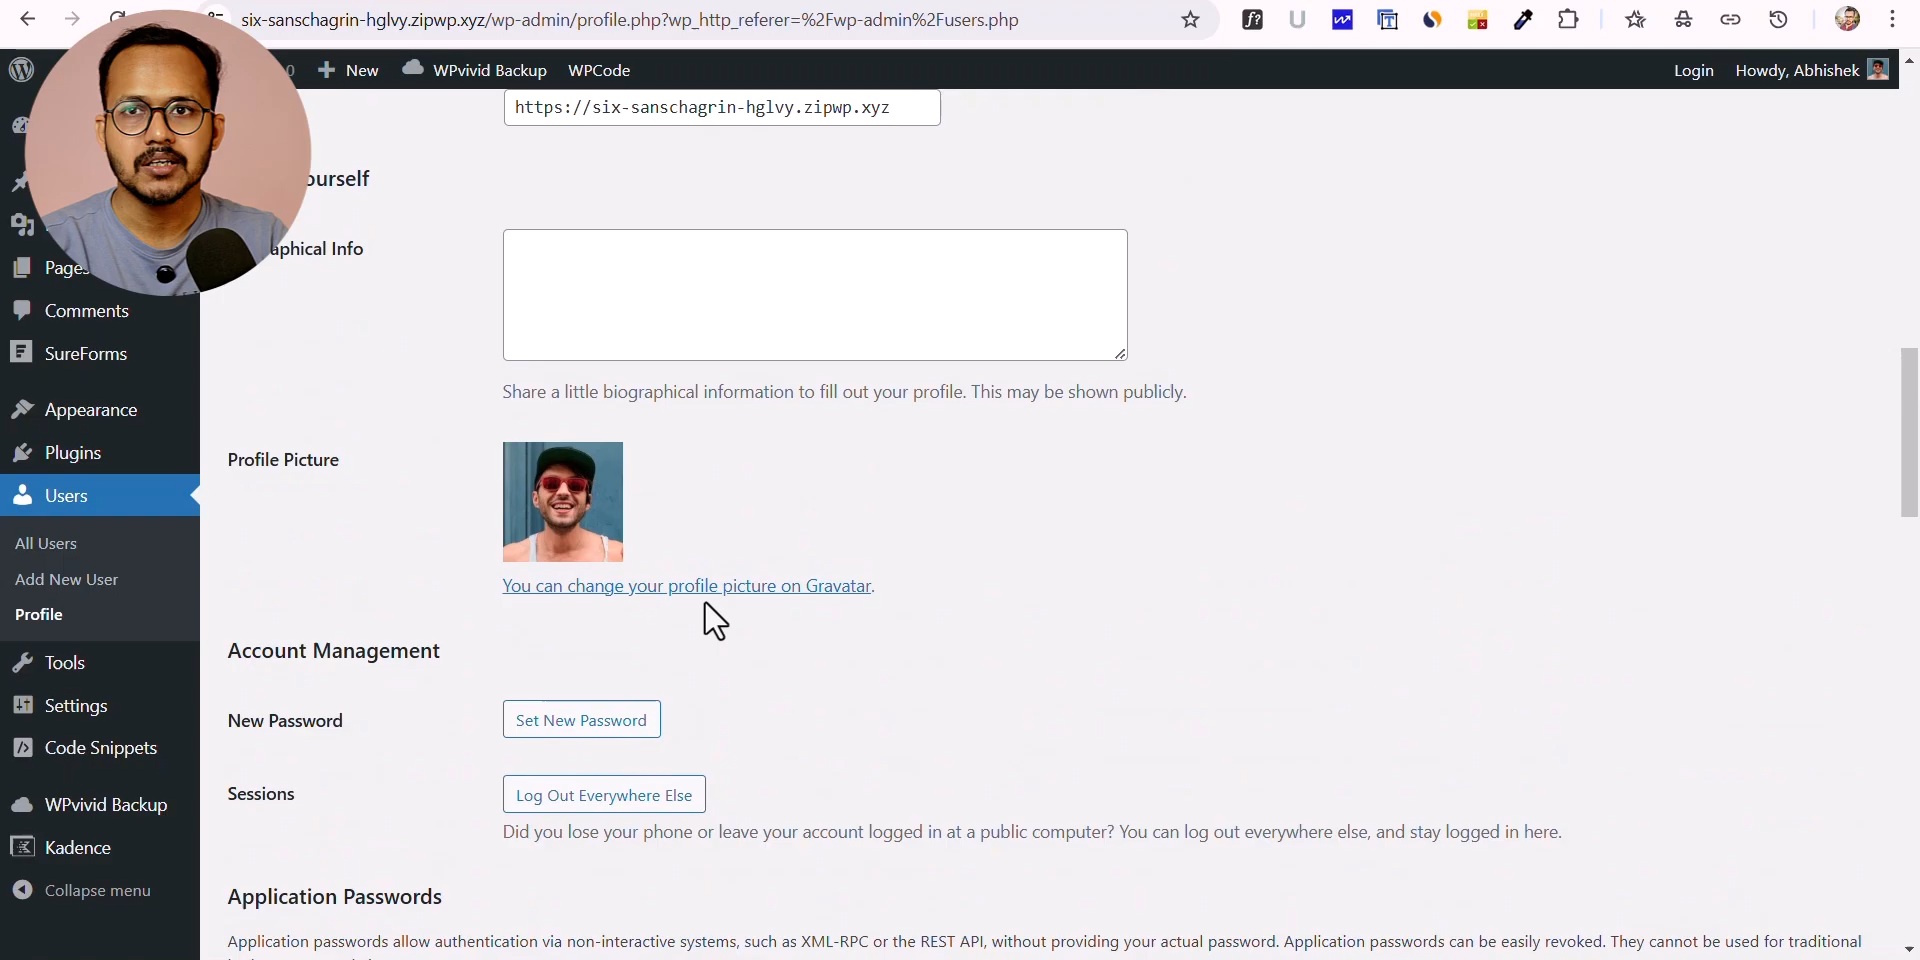 six-sanschagrin-hglvy.zipwp.xyz/wp-admin/profile.php?wp_http_referer=%2Fwp-admin%2Fusers.php
0
New
WPvivid Backup
WPCode
Login
Howdy, Abhishek
https://six-sanschagrin-hglvy.zipwp.xyz
ourself
aphical Info
Share a little biographical information to fill out your profile. This may be shown publicly.
Pages
Comments
SureForms
Appearance
Plugins
Users
All Users
Add New User
Profile
Tools
Settings
Code Snippets
WPvivid Backup
Kadence
Collapse menu
Profile Picture
You can change your profile picture on Gravatar.
Account Management
New Password
Set New Password
Sessions
Log Out Everywhere Else
Did you lose your phone or leave your account logged in at a public computer? You can log out everywhere else, and stay logged in here.
Application Passwords
Application passwords allow authentication via non-interactive systems, such as XML-RPC or the REST API, without providing your actual password. Application passwords can be easily revoked. They cannot be used for traditional